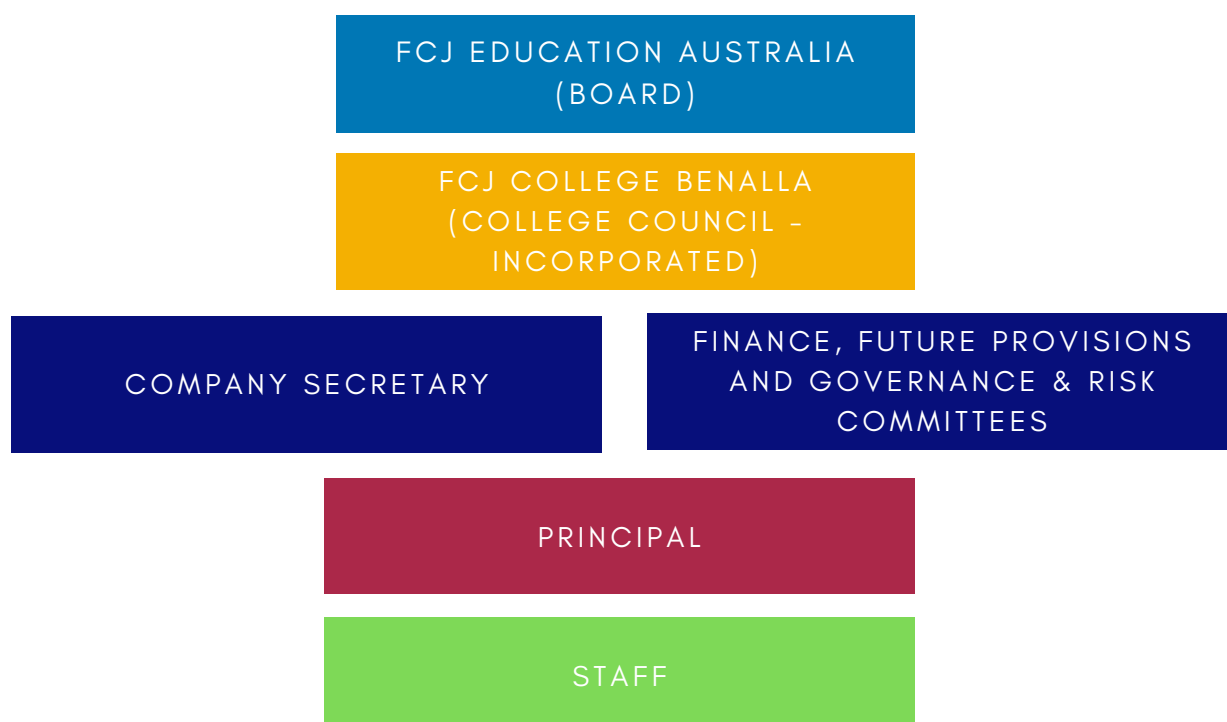 FCJ EDUCATION AUSTRALIA
(BOARD)
FCJ COLLEGE BENALLA
(COLLEGE COUNCIL -
INCORPORATED)
COMPANY SECRETARY
FINANCE, FUTURE PROVISIONS
AND GOVERNANCE & RISK
COMMITTEES
PRINCIPAL
STAFF